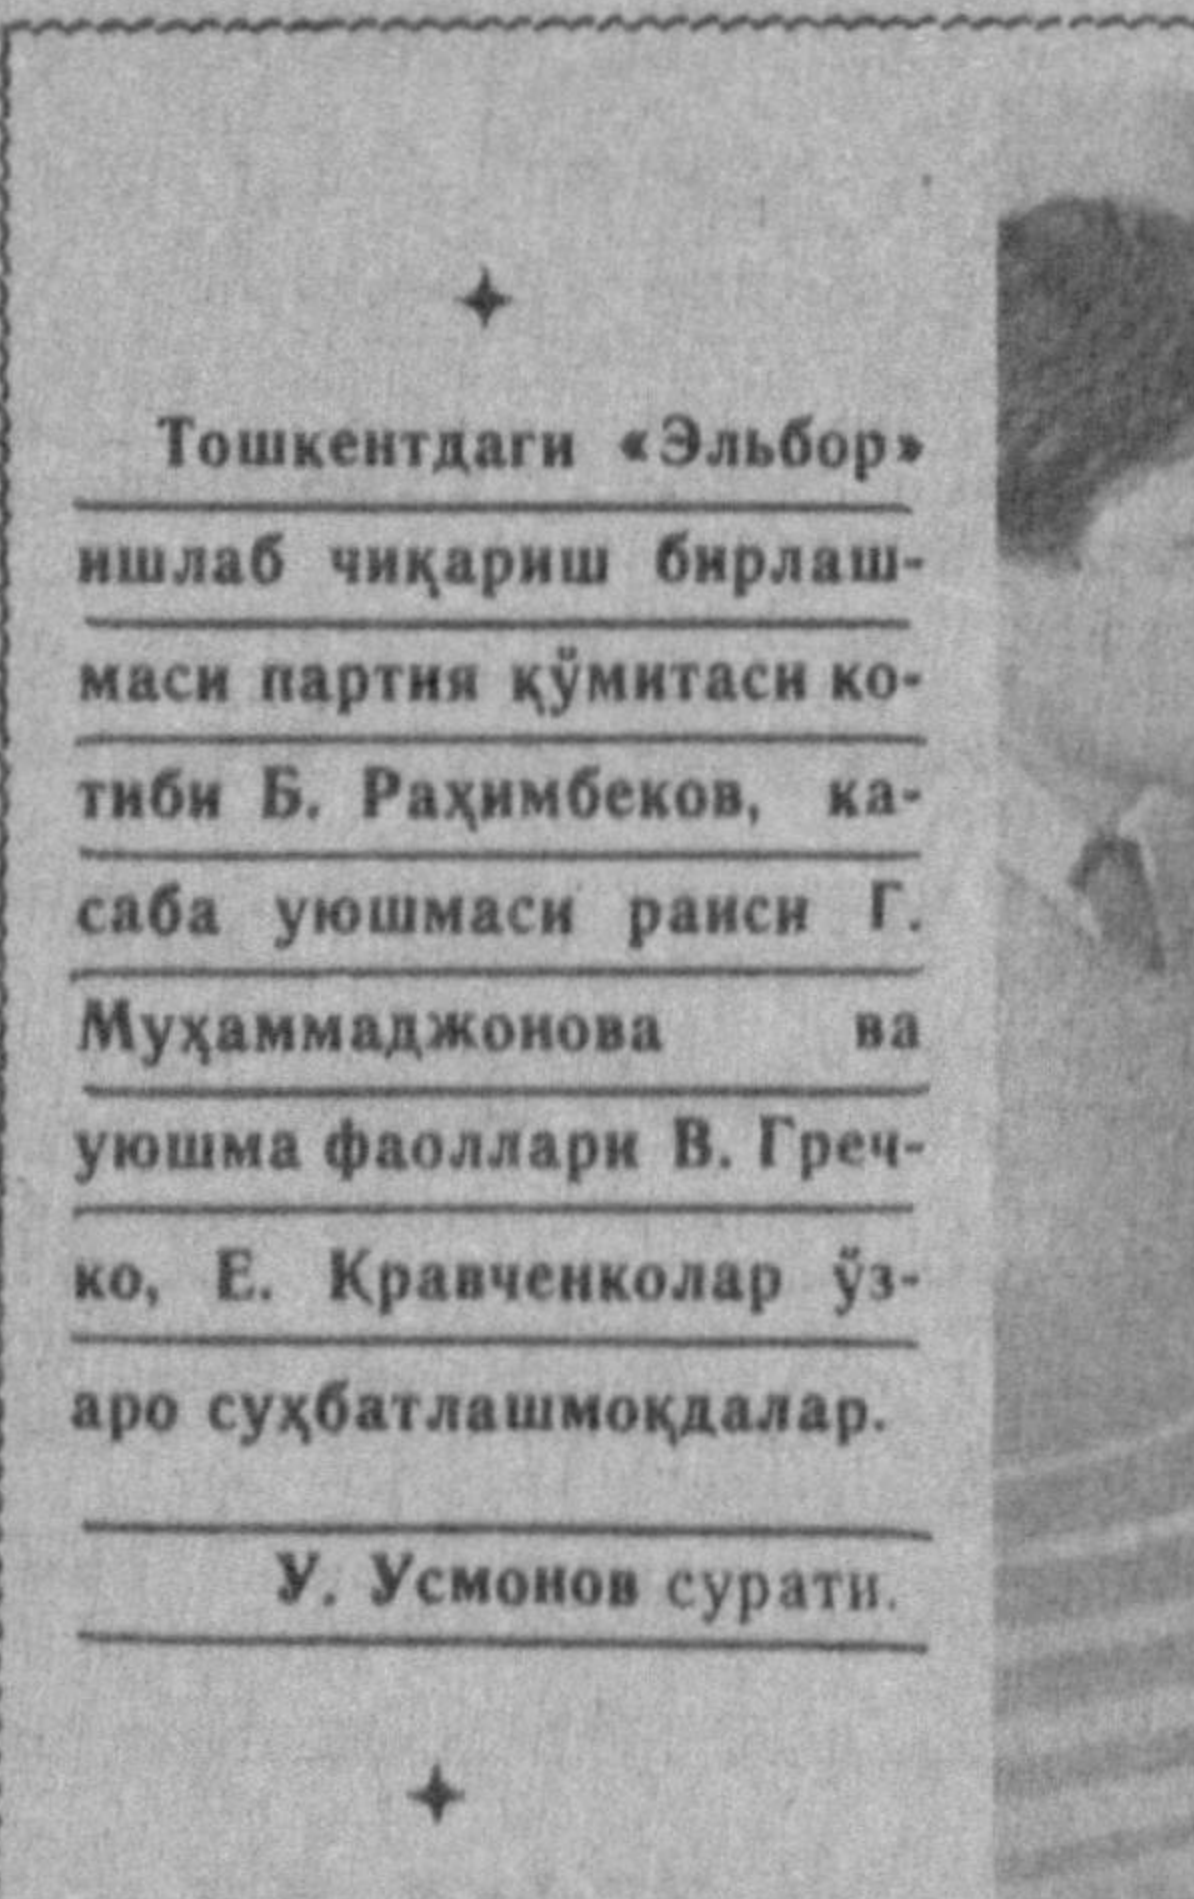 Тошкентдаги «Эльбор»
ишлаб чиқариш бирлаш-
маси партия қўмитаси ко-
тиби Б. Раҳимбеков, ка-
саба уюшмаси раиси Г.
Муҳаммаджонова ва
уюшма фаоллари В. Греч-
ко, Е. Кравченколар ўз-
аро суҳбатлашмоқдалар.
У. Усмонов сурати.